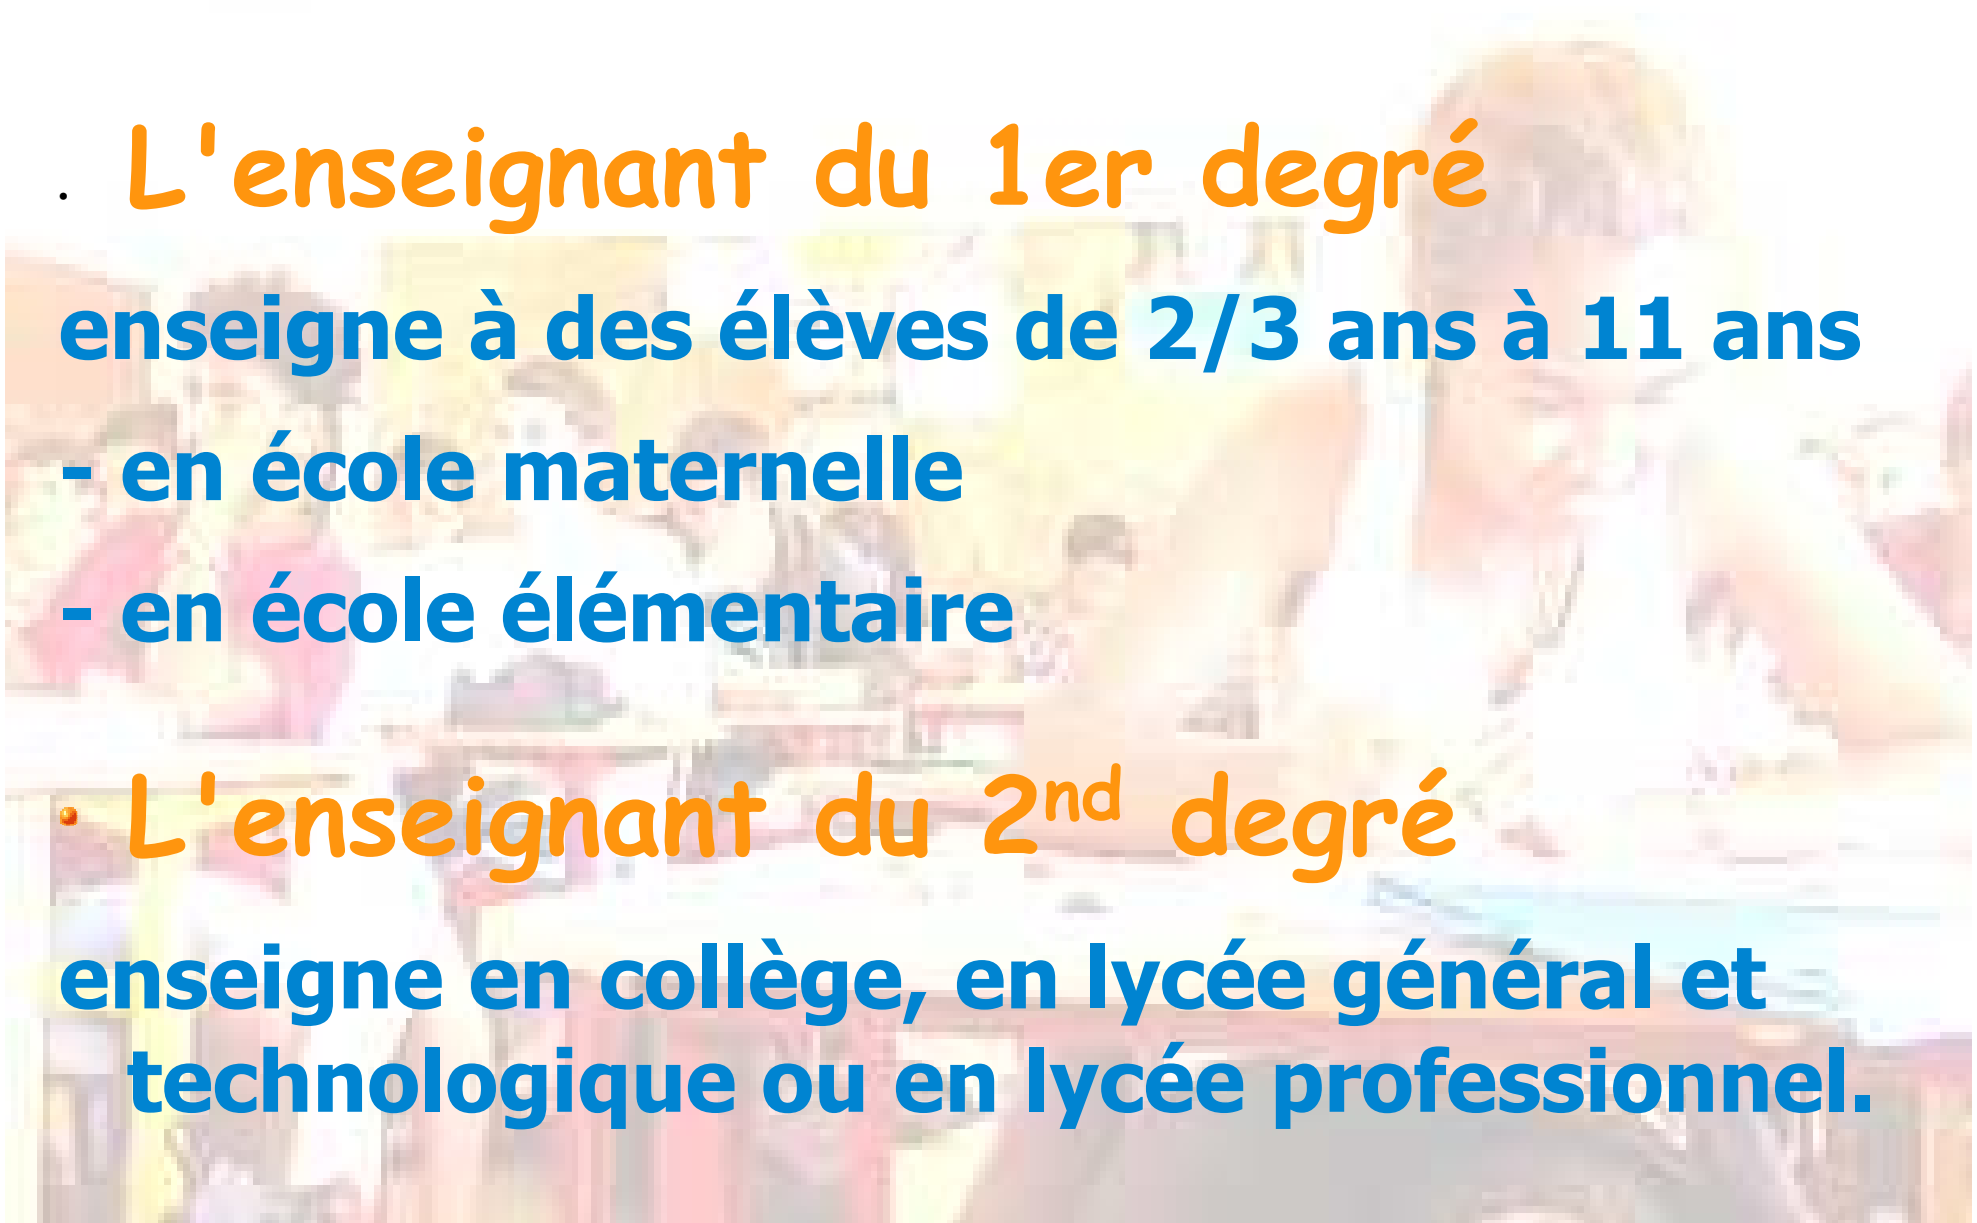 . L'enseignant du 1er degré
enseigne à des élèves de 2/3 ans à 11 ans
- en école maternelle
- en école élémentaire
• L'enseignant du 2nd degré
enseigne en collège, en lycée général et
technologique ou en lycée professionnel.